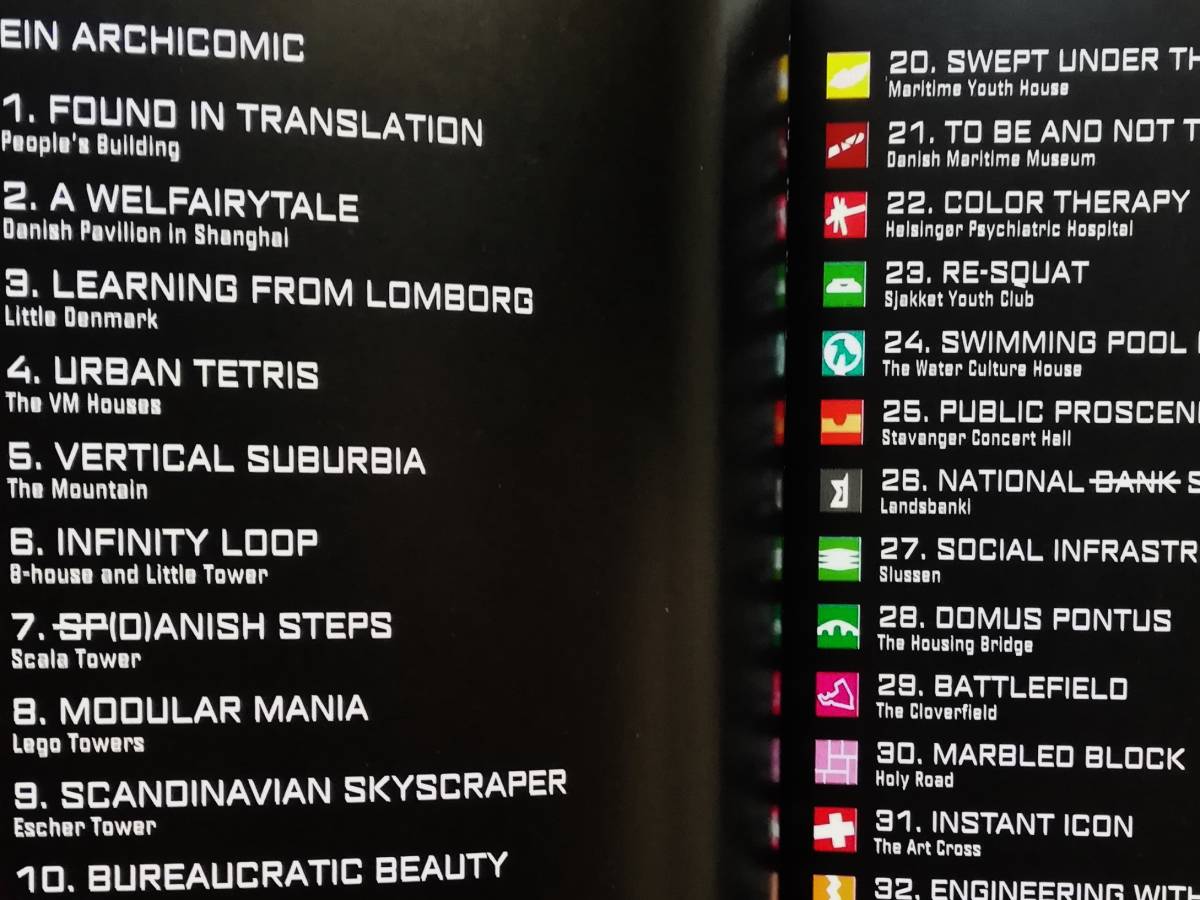 EIN ARCHICOMIC
1. FOUND IN TRANSLATION
People's Building
2. A WELFAIRYTALE
Danish Pavilion in Shanghai
3. LEARNING FROM LOMBORG
Little Denmark
4. URBAN TETRIS
The VM Houses
5. VERTICAL SUBURBIA
The Mountain
6. INFINITY LOOP
8-house and Little Tower
7. SP(D)ANISH STEPS
Scala Tower
8. MODULAR MANIA
Lego Towers
9. SCANDINAVIAN SKYSCRAPER
Escher Tower
10. BUREAUCRATIC BEAUTY
20. SWEPT UNDER TH
Maritime Youth House
21. TO BE AND NOT T
Danish Maritime Museum
22. COLOR THERAPY
Helsingør Psychiatric Hospital
23. RE-SQUAT
Sjakket Youth Club
24. SWIMMING POOL
The Water Culture House
25. PUBLIC PROSCEN
Stavanger Concert Hall
26. NATIONAL BANK S
Landsbanki
27. SOCIAL INFRASTR
Slussen
28. DOMUS PONTUS
The Housing Bridge
29. BATTLEFIELD
The Cloverfield
30. MARBLED BLOCK
Holy Road
31. INSTANT ICON
The Art Cross
32. ENGINEERING WITH